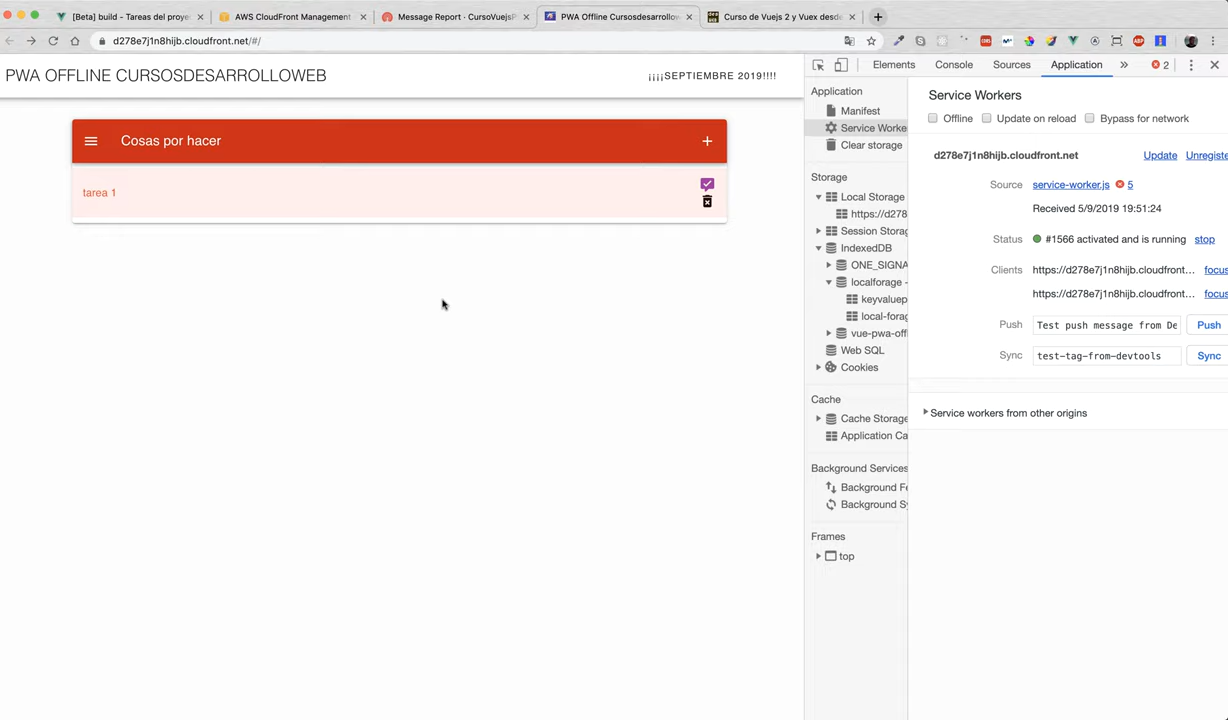 [Beta] build - Tareas del proye
AWS CloudFront Management
Message Report - CursoVuejsP
PWA Offline Cursosdesarrollow
Curso de Vuejs 2 y Vuex desde
d278e7j1n8hijb.cloudfront.net/#/
PWA OFFLINE CURSOSDESARROLLOWEB
¡¡¡¡SEPTIEMBRE 2019!!!!
Cosas por hacer
tarea 1
Elements
Console
Sources
Application
2
Application
Manifest
Service Worke
Clear storage
Storage
Local Storage
https://d278
Session Storag
IndexedDB
ONE_SIGNA
localforage -
keyvaluep
local-forag
vue-pwa-off
Web SQL
Cookies
Cache
Cache Storage
Application Ca
Background Services
Background Fe
Background Sy
Frames
top
Service Workers
Offline
Update on reload
Bypass for network
d278e7j1n8hijb.cloudfront.net
Update
Unregiste
Source
service-worker.js
5
Received 5/9/2019 19:51:24
Status
#1566 activated and is running
stop
Clients
https://d278e7j1n8hijb.cloudfront...
focus
https://d278e7j1n8hijb.cloudfront...
focus
Push
Test push message from De
Push
Sync
test-tag-from-devtools
Sync
Service workers from other origins